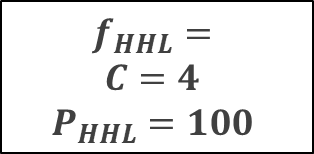 f_HHL =
C = 4
P_HHL = 100